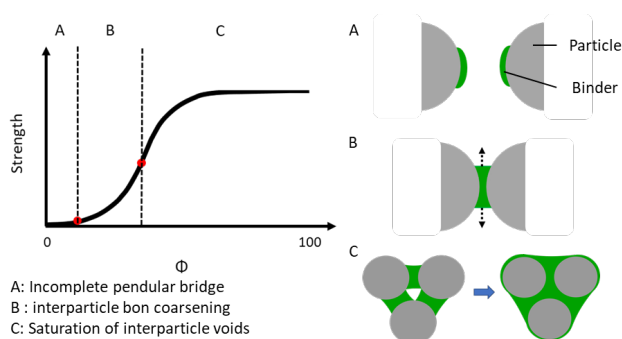 A
B
C
Strength
0
100
Φ
A: Incomplete pendular bridge
B : interparticle bon coarsening
C: Saturation of interparticle voids
A
Particle
Binder
B
C